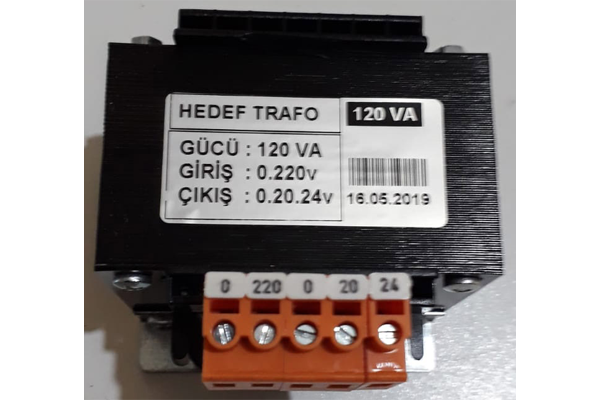 HEDEF TRAFO 120 VA
GÜCÜ : 120 VA
GİRİŞ : 0.220v
ÇIKIŞ : 0.20.24v 16.05.2019
0 220 0 20 24